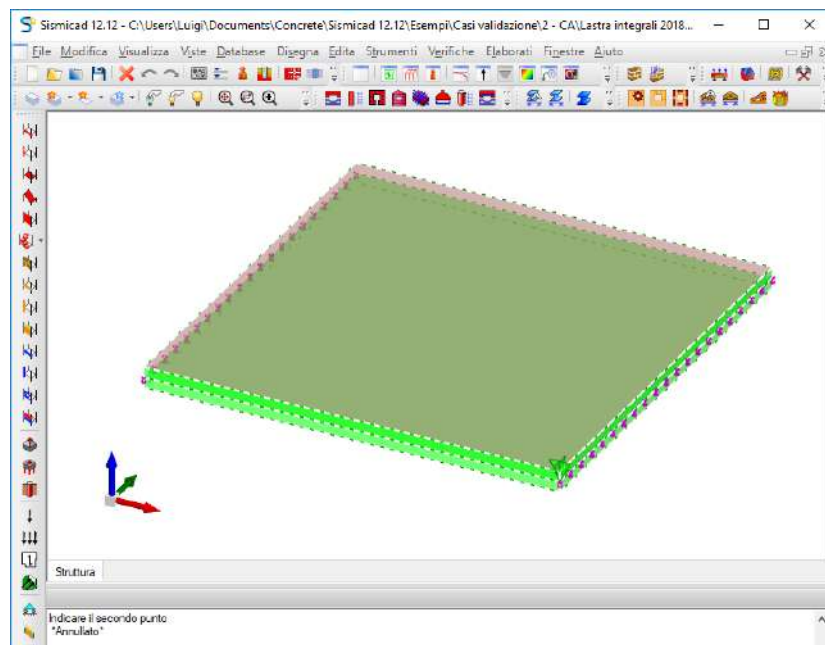 Sismicad 12.12 - C:\Users\Luigi\Documents\Concrete\Sismicad 12.12\Esempi\Casi validazione\2 - CA\Lastra integrali 2018...
File Modifica Visualizza Viste Database Disegna Edita Strumenti Verifiche Elaborati Finestre Aiuto
Struttura
Indicare il secondo punto
*Annullato*